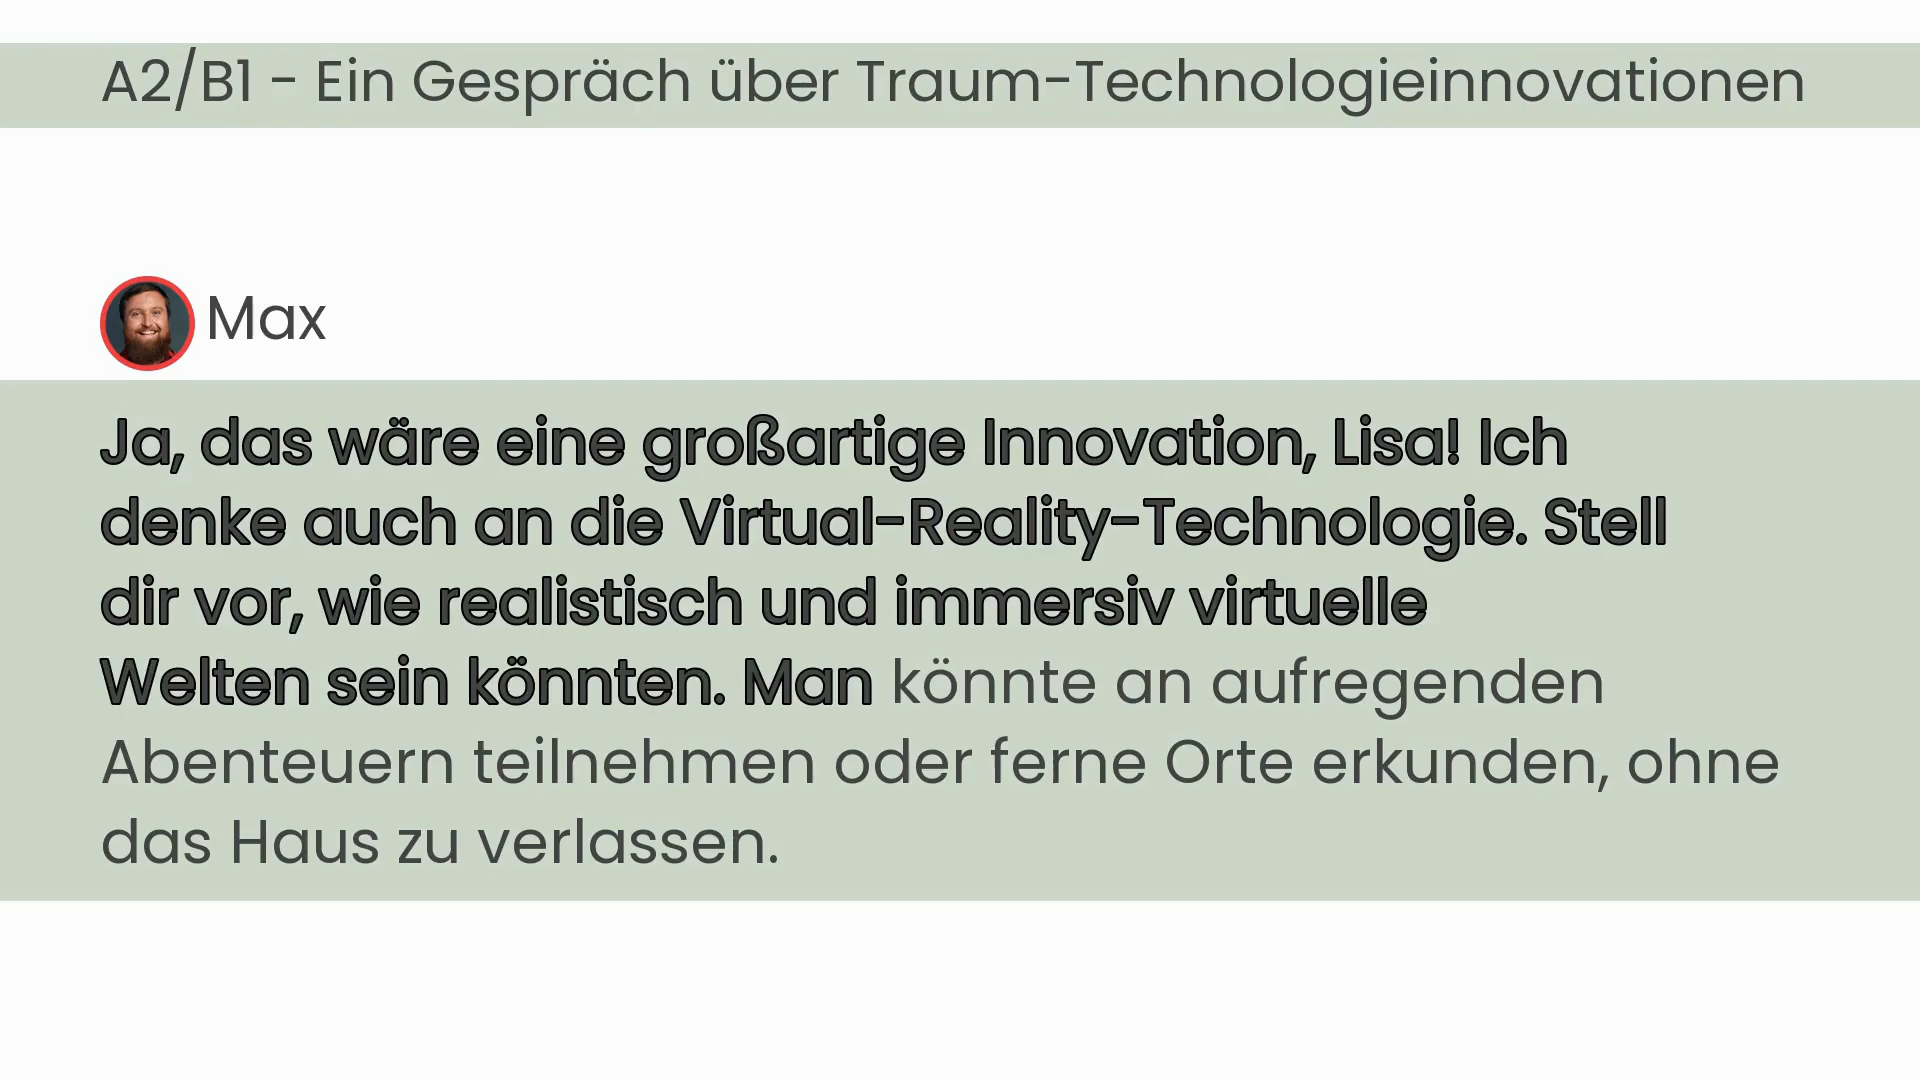 A2/B1 - Ein Gespräch über Traum-Technologieinnovationen
Max
Ja, das wäre eine großartige Innovation, Lisa! Ich
denke auch an die Virtual-Reality-Technologie. Stell
dir vor, wie realistisch und immersiv virtuelle
Welten sein könnten. Man könnte an aufregenden
Abenteuern teilnehmen oder ferne Orte erkunden, ohne
das Haus zu verlassen.